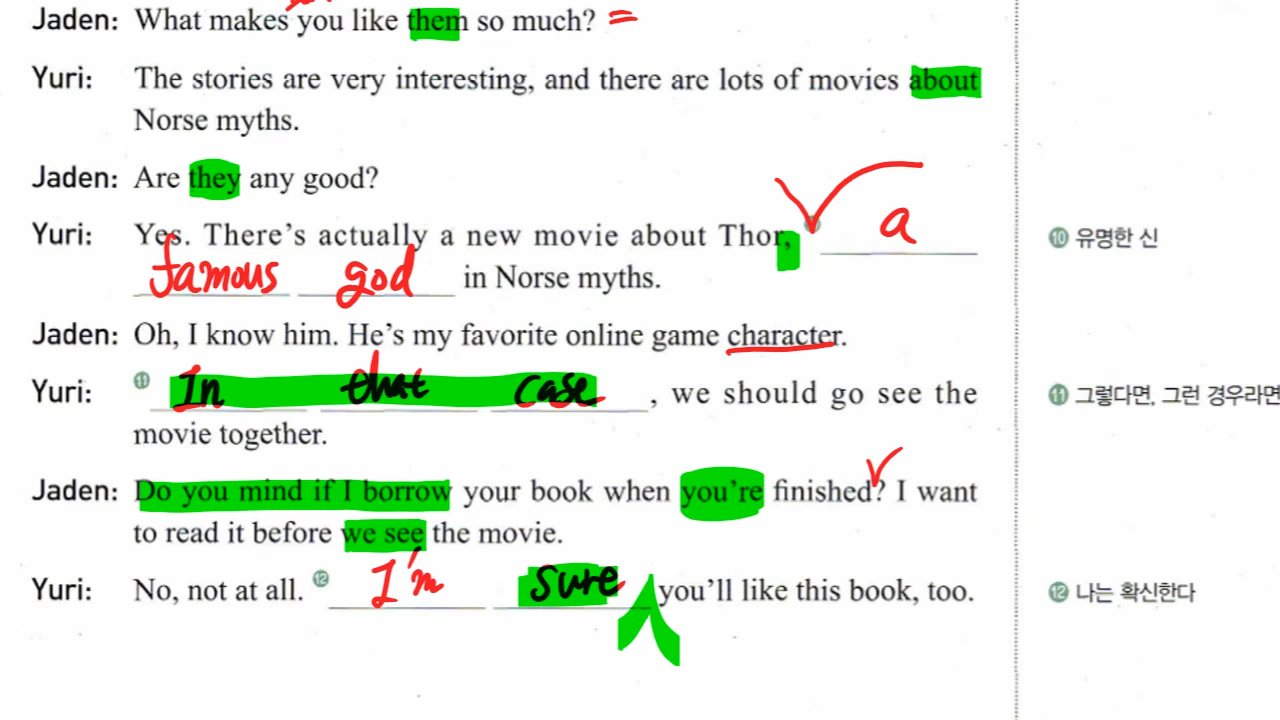 Jaden: What makes you like them so much? =
Yuri: The stories are very interesting, and there are lots of movies about
Norse myths.
Jaden: Are they any good?
Yuri: Yes. There's actually a new movie about Thor, a
famous god in Norse myths.
⑩ 유명한 신
Jaden: Oh, I know him. He's my favorite online game character.
Yuri: ⑪ In that case, we should go see the
⑪ 그렇다면, 그런 경우라면
movie together.
Jaden: Do you mind if I borrow your book when you're finished? I want
to read it before we see the movie.
Yuri: No, not at all. ⑫ I'm sure you'll like this book, too.
⑫ 나는 확신한다